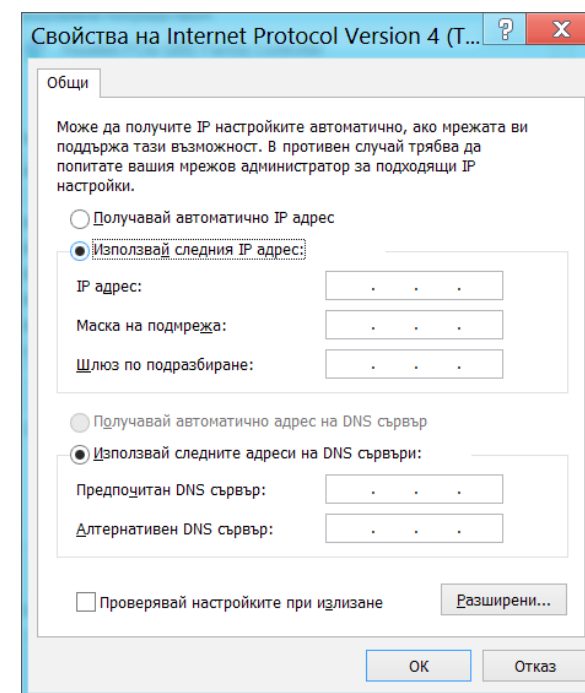 Свойства на Internet Protocol Version 4 (T...
Общи
Може да получите IP настройките автоматично, ако мрежата ви
поддържа тази възможност. В противен случай трябва да
попитате вашия мрежов администратор за подходящи IP
настройки.
Получавай автоматично IP адрес
Използвай следния IP адрес:
IP адрес:
Маска на подмрежа:
Шлюз по подразбиране:
Получавай автоматично адрес на DNS сървър
Използвай следните адреси на DNS сървъри:
Предпочитан DNS сървър:
Алтернативен DNS сървър:
Проверявай настройките при излизане
Разширени...
ОК
Отказ